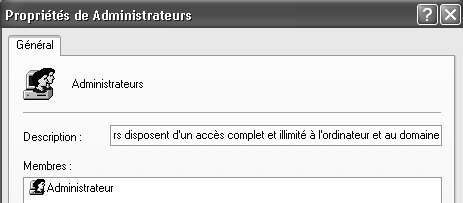 Propriétés de Administrateurs
Général
Administrateurs
Description : rs disposent d'un accès complet et illimité à l'ordinateur et au domaine
Membres :
Administrateur